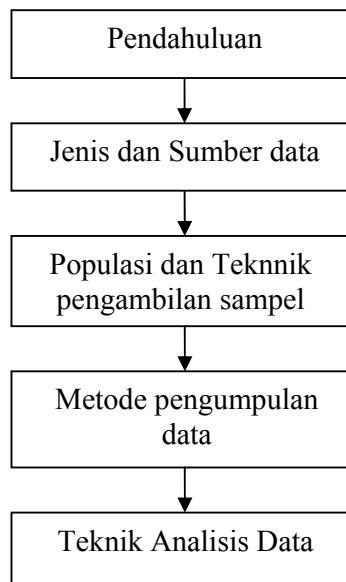 Pendahuluan
Jenis dan Sumber data
Populasi dan Teknnik
pengambilan sampel
Metode pengumpulan
data
Teknik Analisis Data